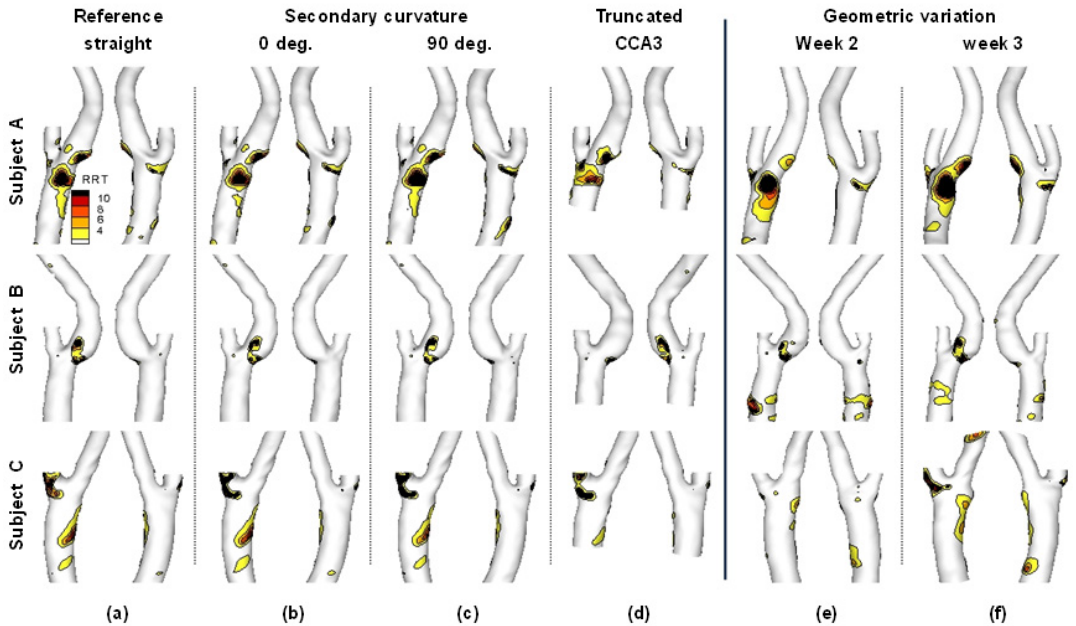 Reference Secondary curvature Truncated Geometric variation
straight 0 deg. 90 deg. CCA3 Week 2 week 3
Subject A
RRT
10
8
6
4
Subject B
Subject C
(a) (b) (c) (d) (e) (f)